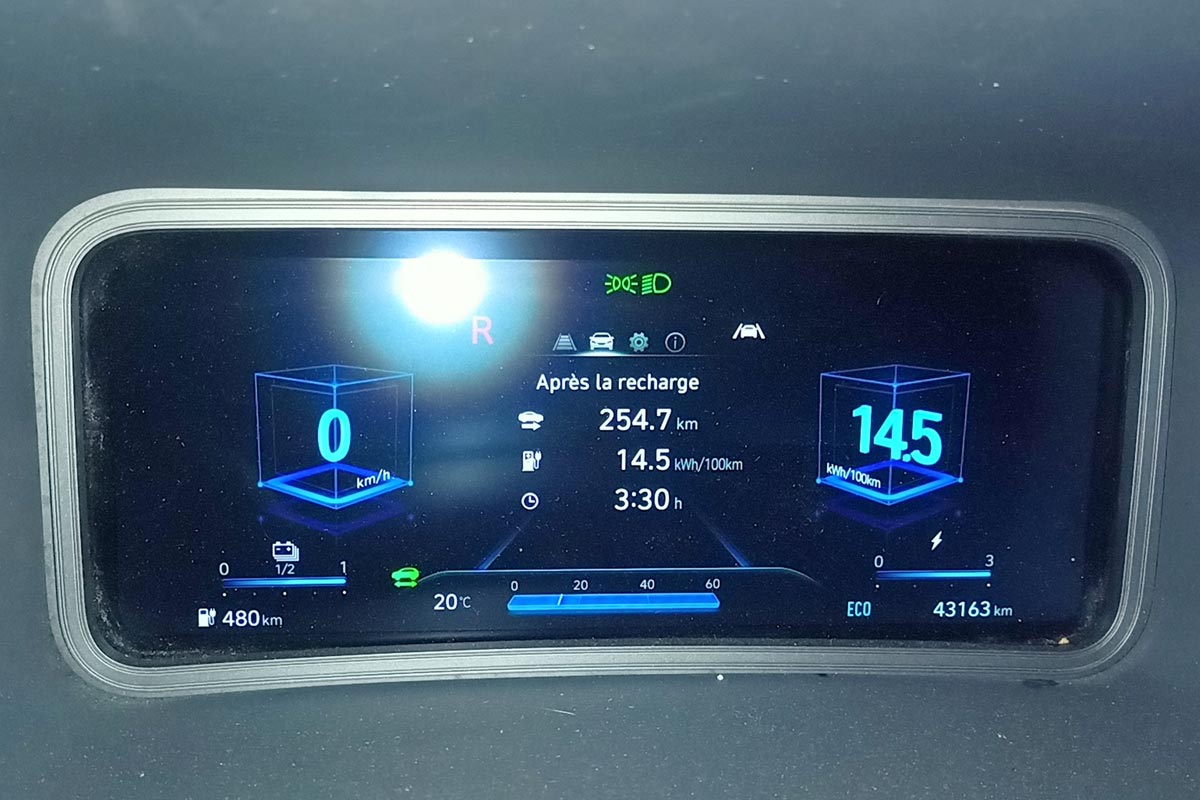 R
Après la recharge
254.7 km
14.5 kWh/100km
3:30 h
0
km/h
14.5
kWh/100km
0 1/2 1
480 km
20°C
0 20 40 60
0 3
ECO 43163 km